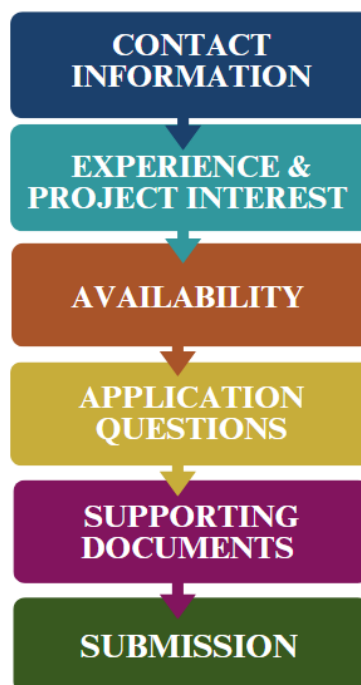 CONTACT
INFORMATION
EXPERIENCE &
PROJECT INTEREST
AVAILABILITY
APPLICATION
QUESTIONS
SUPPORTING
DOCUMENTS
SUBMISSION